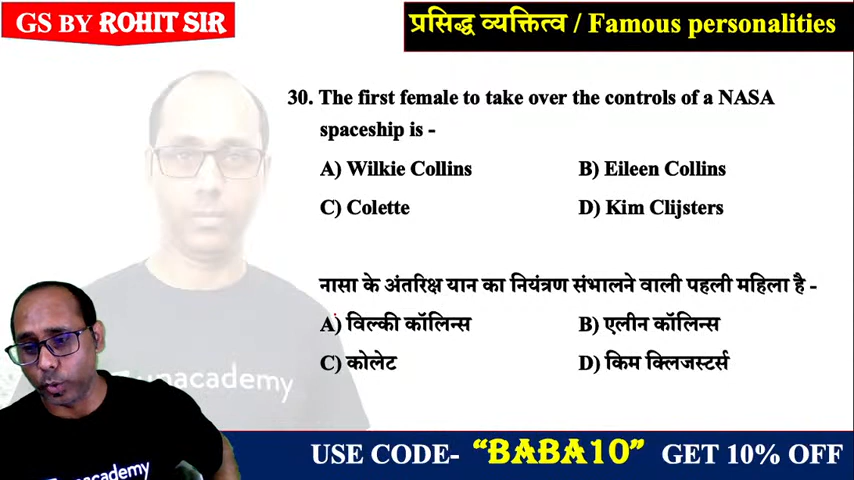 GS BY ROHIT SIR
प्रसिद्ध व्यक्तित्व / Famous personalities
30. The first female to take over the controls of a NASA
spaceship is -
A) Wilkie Collins
B) Eileen Collins
C) Colette
D) Kim Clijsters
नासा के अंतरिक्ष यान का नियंत्रण संभालने वाली पहली महिला है -
A) विल्की कॉलिन्स
B) एलीन कॉलिन्स
C) कोलेट
D) किम क्लिजस्टर्स
unacademy
USE CODE- “BABA10” GET 10% OFF